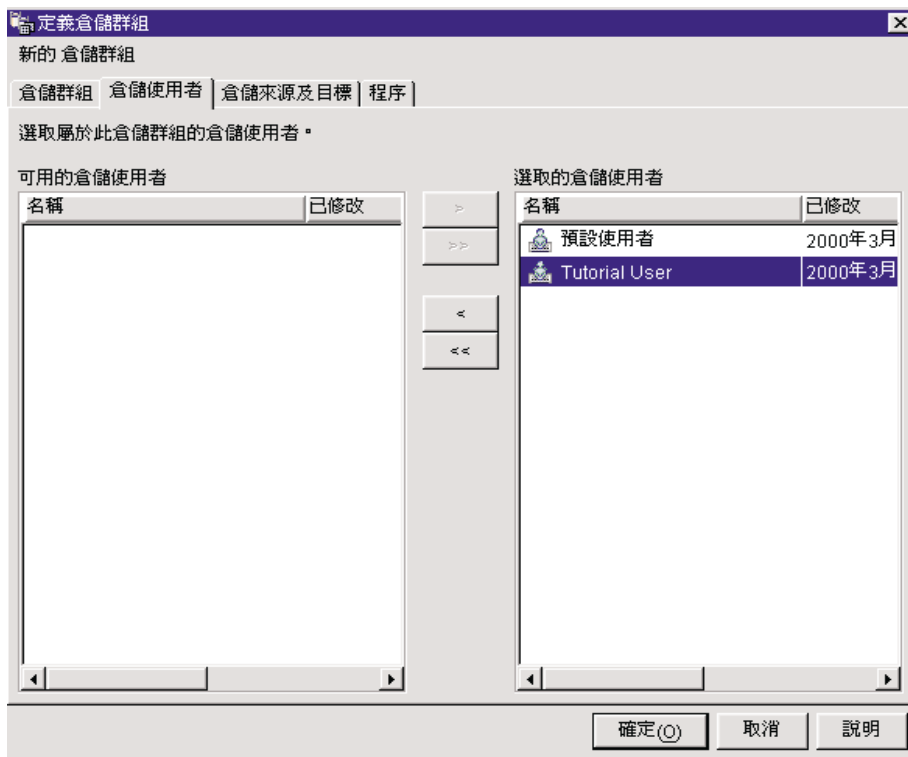 定義倉儲群組
新的 倉儲群組
倉儲群組 倉儲使用者 倉儲來源及目標 程序
選取屬於此倉儲群組的倉儲使用者。
可用的倉儲使用者
名稱 已修改
>
>>
<
<<
選取的倉儲使用者
名稱 已修改
預設使用者 2000年3月
Tutorial User 2000年3月
確定(O) 取消 說明